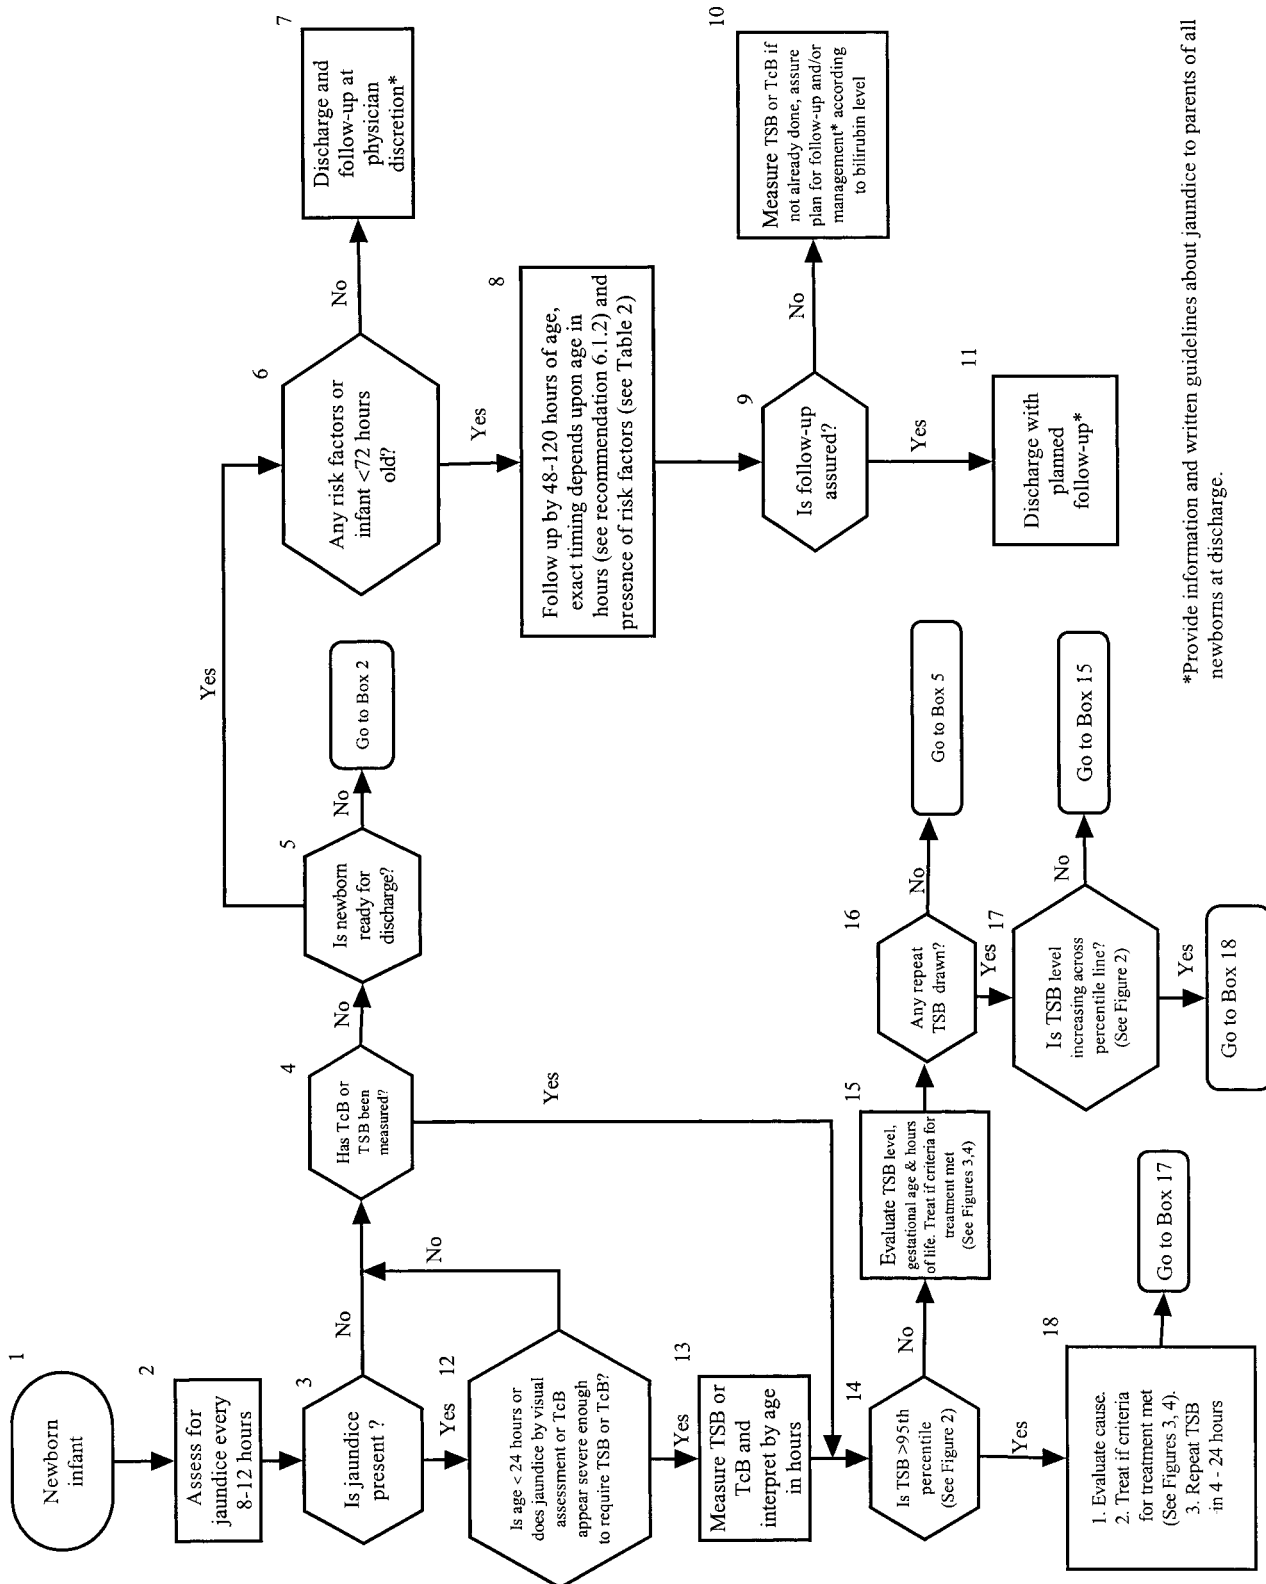 1
Newborn
infant
2
Assess for
jaundice every
8-12 hours
3
Is jaundice
present ?
No
Yes
4
Has TcB or
TSB been
measured?
No
Yes
5
Is newborn
ready for
discharge?
No
Go to Box 2
Yes
6
Any risk factors or
infant <72 hours
old?
No
7
Discharge and
follow-up at
physician
discretion*
Yes
8
Follow up by 48-120 hours of age,
exact timing depends upon age in
hours (see recommendation 6.1.2) and
presence of risk factors (see Table 2)
9
Is follow-up
assured?
No
10
Measure TSB or TcB if
not already done, assure
plan for follow-up and/or
management* according
to bilirubin level
Yes
11
Discharge with
planned
follow-up*
12
Is age < 24 hours or
does jaundice by visual
assessment or TcB
appear severe enough
to require TSB or TcB?
No
Yes
13
Measure TSB or
TcB and
interpret by age
in hours
14
Is TSB >95th
percentile
(See Figure 2)
No
15
Evaluate TSB level,
gestational age & hours
of life. Treat if criteria for
treatment met
(See Figures 3,4)
16
Any repeat
TSB drawn?
No
Go to Box 5
Yes
17
Is TSB level
increasing across
percentile line?
(See Figure 2)
No
Go to Box 15
Yes
Go to Box 18
Yes
18
1. Evaluate cause.
2. Treat if criteria
for treatment met
(See Figures 3, 4).
3. Repeat TSB
in 4 - 24 hours
Go to Box 17
*Provide information and written guidelines about jaundice to parents of all
newborns at discharge.